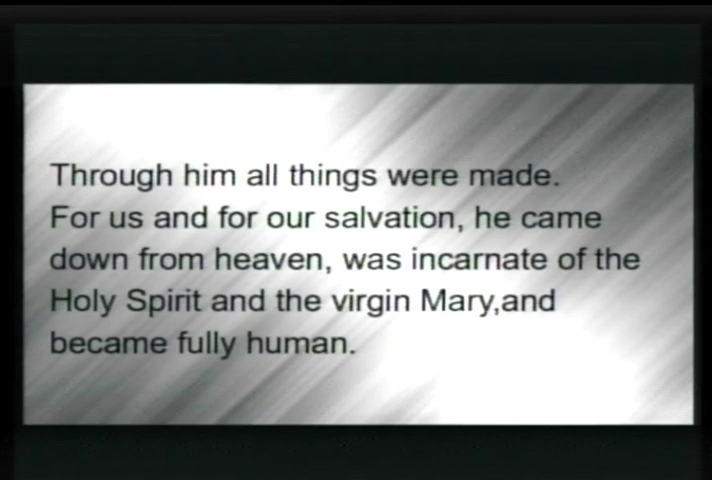 Through him all things were made.
For us and for our salvation, he came
down from heaven, was incarnate of the
Holy Spirit and the virgin Mary,and
became fully human.